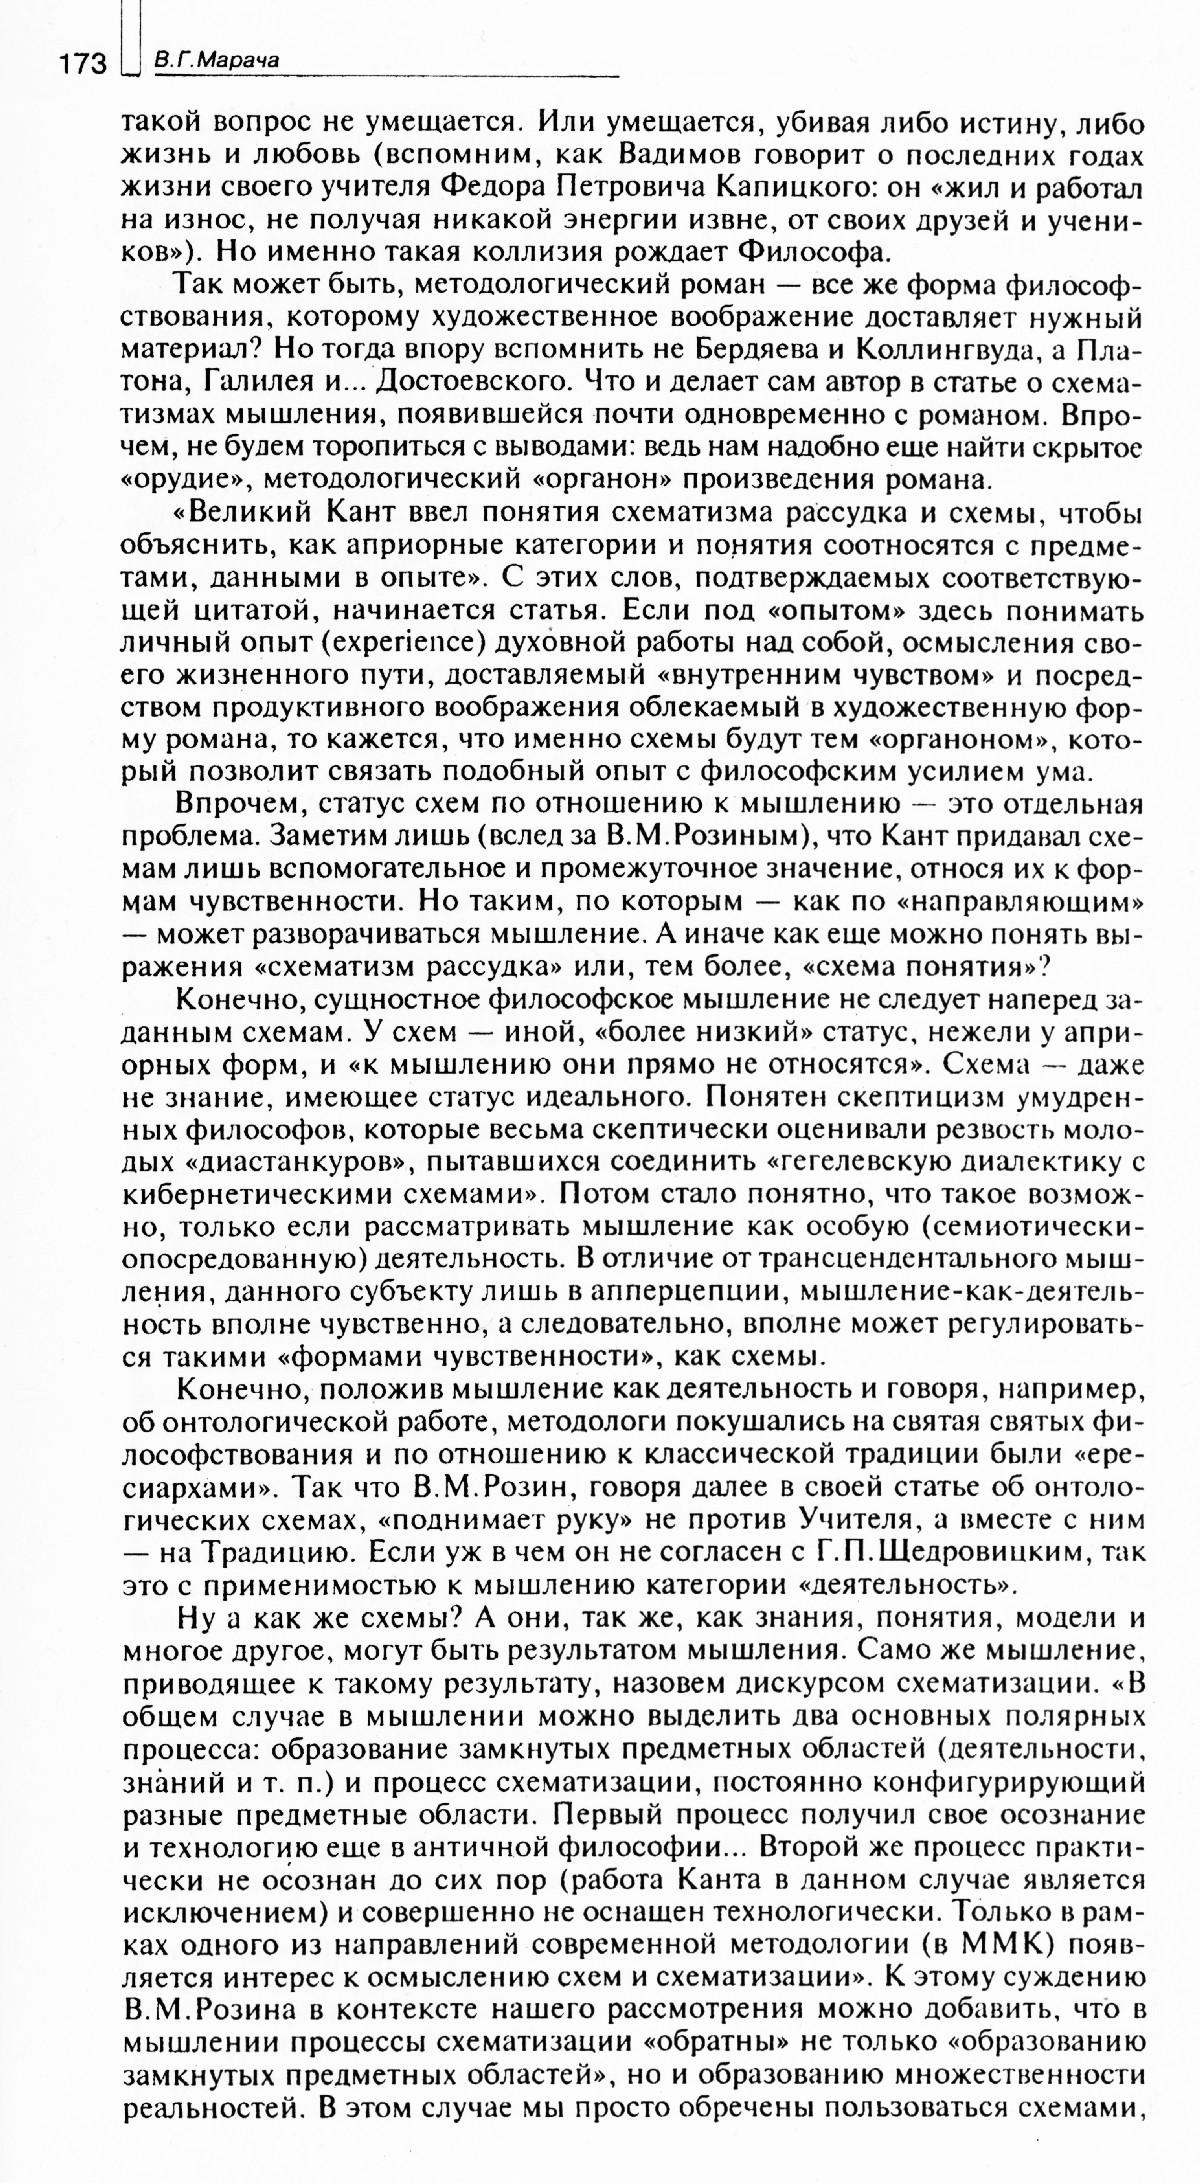 173 В.Г.Марача
такой вопрос не умещается. Или умещается, убивая либо истину, либо
жизнь и любовь (вспомним, как Вадимов говорит о последних годах
жизни своего учителя Федора Петровича Капицкого: он «жил и работал
на износ, не получая никакой энергии извне, от своих друзей и учени-
ков»). Но именно такая коллизия рождает Философа.
Так может быть, методологический роман — все же форма философ-
ствования, которому художественное воображение доставляет нужный
материал? Но тогда впору вспомнить не Бердяева и Коллингвуда, а Пла-
тона, Галилея и... Достоевского. Что и делает сам автор в статье о схема-
тизмах мышления, появившейся почти одновременно с романом. Впро-
чем, не будем торопиться с выводами: ведь нам надобно еще найти скрытое
«орудие», методологический «органон» произведения романа.
«Великий Кант ввел понятия схематизма рассудка и схемы, чтобы
объяснить, как априорные категории и понятия соотносятся с предме-
тами, данными в опыте». С этих слов, подтверждаемых соответствую-
щей цитатой, начинается статья. Если под «опытом» здесь понимать
личный опыт (experience) духовной работы над собой, осмысления сво-
его жизненного пути, доставляемый «внутренним чувством» и посред-
ством продуктивного воображения облекаемый в художественную фор-
му романа, то кажется, что именно схемы будут тем «органоном», кото-
рый позволит связать подобный опыт с философским усилием ума.
Впрочем, статус схем по отношению к мышлению — это отдельная
проблема. Заметим лишь (вслед за В.М.Розиным), что Кант придавал схе-
мам лишь вспомогательное и промежуточное значение, относя их к фор-
мам чувственности. Но таким, по которым — как по «направляющим»
— может разворачиваться мышление. А иначе как еще можно понять вы-
ражения «схематизм рассудка» или, тем более, «схема понятия»?
Конечно, сущностное философское мышление не следует наперед за-
данным схемам. У схем — иной, «более низкий» статус, нежели у апри-
орных форм, и «к мышлению они прямо не относятся». Схема — даже
не знание, имеющее статус идеального. Понятен скептицизм умудрен-
ных философов, которые весьма скептически оценивали резвость моло-
дых «диастанкуров», пытавшихся соединить «гегелевскую диалектику с
кибернетическими схемами». Потом стало понятно, что такое возмож-
но, только если рассматривать мышление как особую (семиотически-
опосредованную) деятельность. В отличие от трансцендентального мыш-
ления, данного субъекту лишь в апперцепции, мышление-как-деятель-
ность вполне чувственно, а следовательно, вполне может регулировать-
ся такими «формами чувственности», как схемы.
Конечно, положив мышление как деятельность и говоря, например,
об онтологической работе, методологи покушались на святая святых фи-
лософствования и по отношению к классической традиции были «ере-
сиархами». Так что В.М.Розин, говоря далее в своей статье об онтоло-
гических схемах, «поднимает руку» не против Учителя, а вместе с ним
— на Традицию. Если уж в чем он не согласен с Г.П.Щедровицким, так
это с применимостью к мышлению категории «деятельность».
Ну а как же схемы? А они, так же, как знания, понятия, модели и
многое другое, могут быть результатом мышления. Само же мышление,
приводящее к такому результату, назовем дискурсом схематизации. «В
общем случае в мышлении можно выделить два основных полярных
процесса: образование замкнутых предметных областей (деятельности,
знаний и т. п.) и процесс схематизации, постоянно конфигурирующий
разные предметные области. Первый процесс получил свое осознание
и технологию еще в античной философии... Второй же процесс практи-
чески не осознан до сих пор (работа Канта в данном случае является
исключением) и совершенно не оснащен технологически. Только в рам-
ках одного из направлений современной методологии (в ММК) появ-
ляется интерес к осмыслению схем и схематизации». К этому суждению
В.М.Розина в контексте нашего рассмотрения можно добавить, что в
мышлении процессы схематизации «обратны» не только «образованию
замкнутых предметных областей», но и образованию множественности
реальностей. В этом случае мы просто обречены пользоваться схемами,